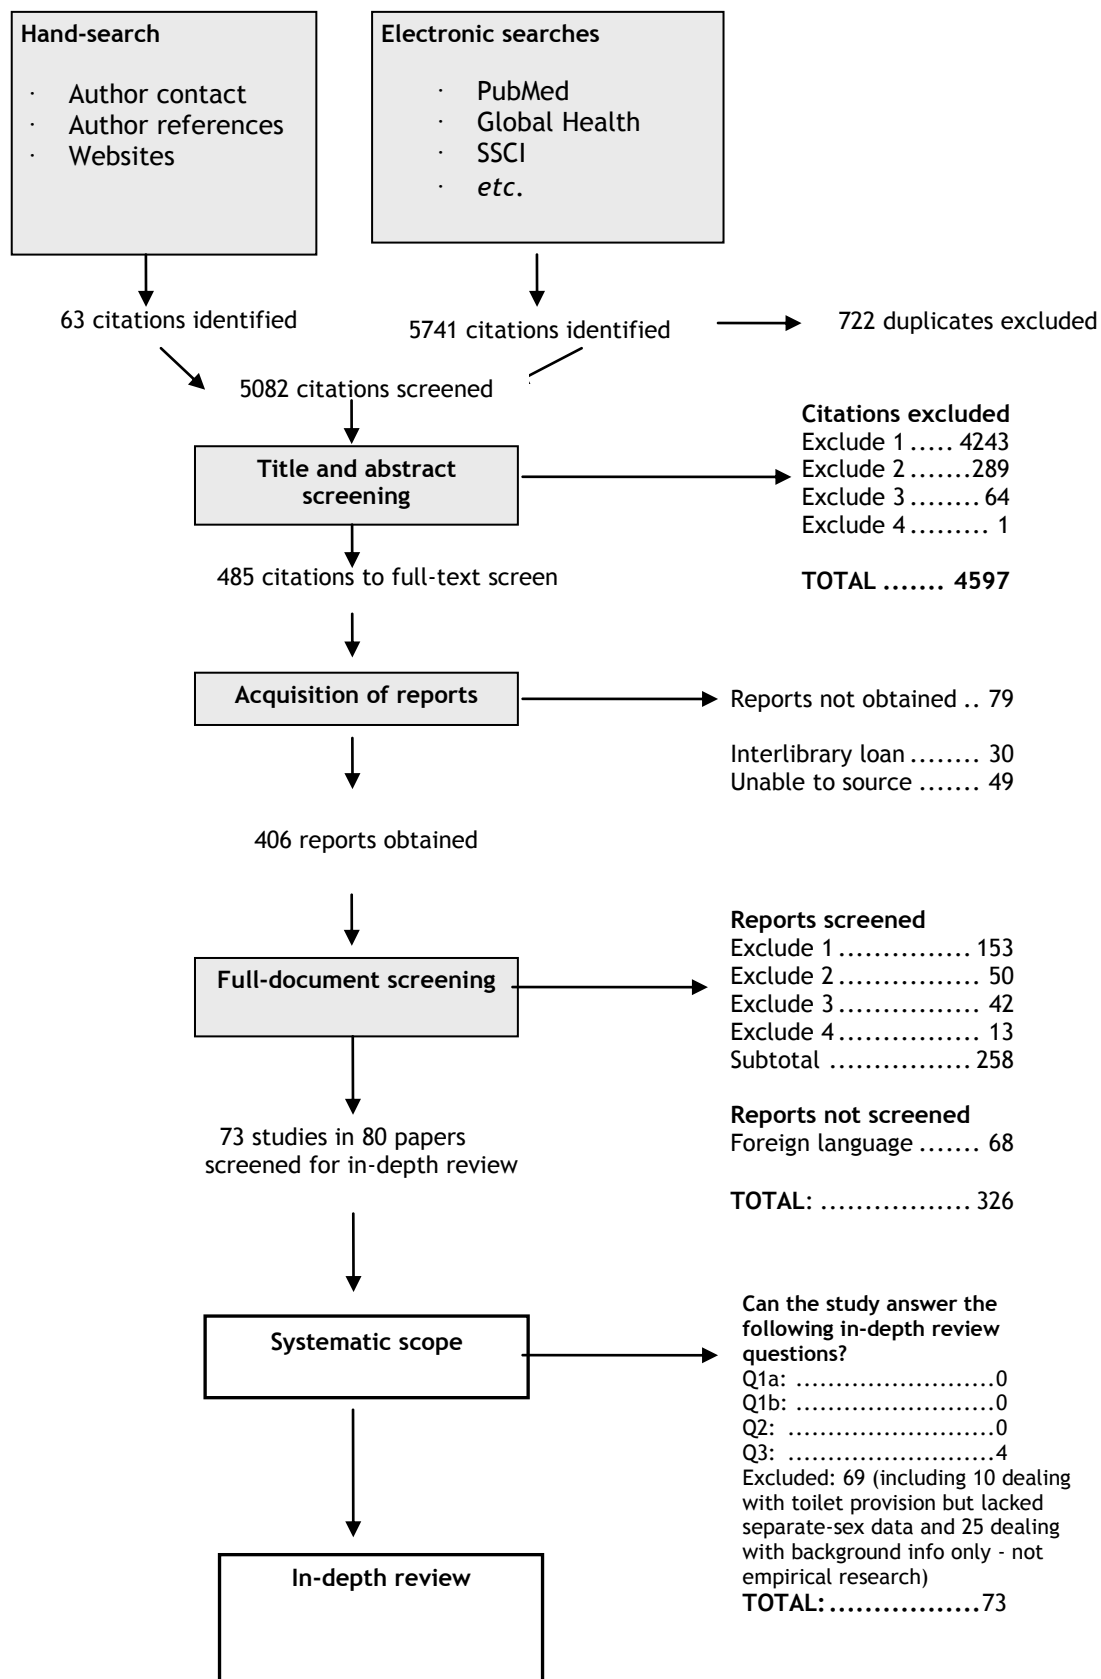 Hand-search
· Author contact
· Author references
· Websites
Electronic searches
· PubMed
· Global Health
· SSCI
· etc.
63 citations identified
5741 citations identified
722 duplicates excluded
5082 citations screened
Title and abstract
screening
Citations excluded
Exclude 1 ..... 4243
Exclude 2 .......289
Exclude 3 ........ 64
Exclude 4 ......... 1
TOTAL ....... 4597
485 citations to full-text screen
Acquisition of reports
Reports not obtained .. 79
Interlibrary loan ........ 30
Unable to source ....... 49
406 reports obtained
Full-document screening
Reports screened
Exclude 1 ............... 153
Exclude 2 ................ 50
Exclude 3 ................ 42
Exclude 4 ................ 13
Subtotal ................ 258
Reports not screened
Foreign language ....... 68
TOTAL: ................. 326
73 studies in 80 papers
screened for in-depth review
Systematic scope
Can the study answer the
following in-depth review
questions?
Q1a: .........................0
Q1b: .........................0
Q2: ..........................0
Q3: ..........................4
Excluded: 69 (including 10 dealing
with toilet provision but lacked
separate-sex data and 25 dealing
with background info only - not
empirical research)
TOTAL: .................73
In-depth review